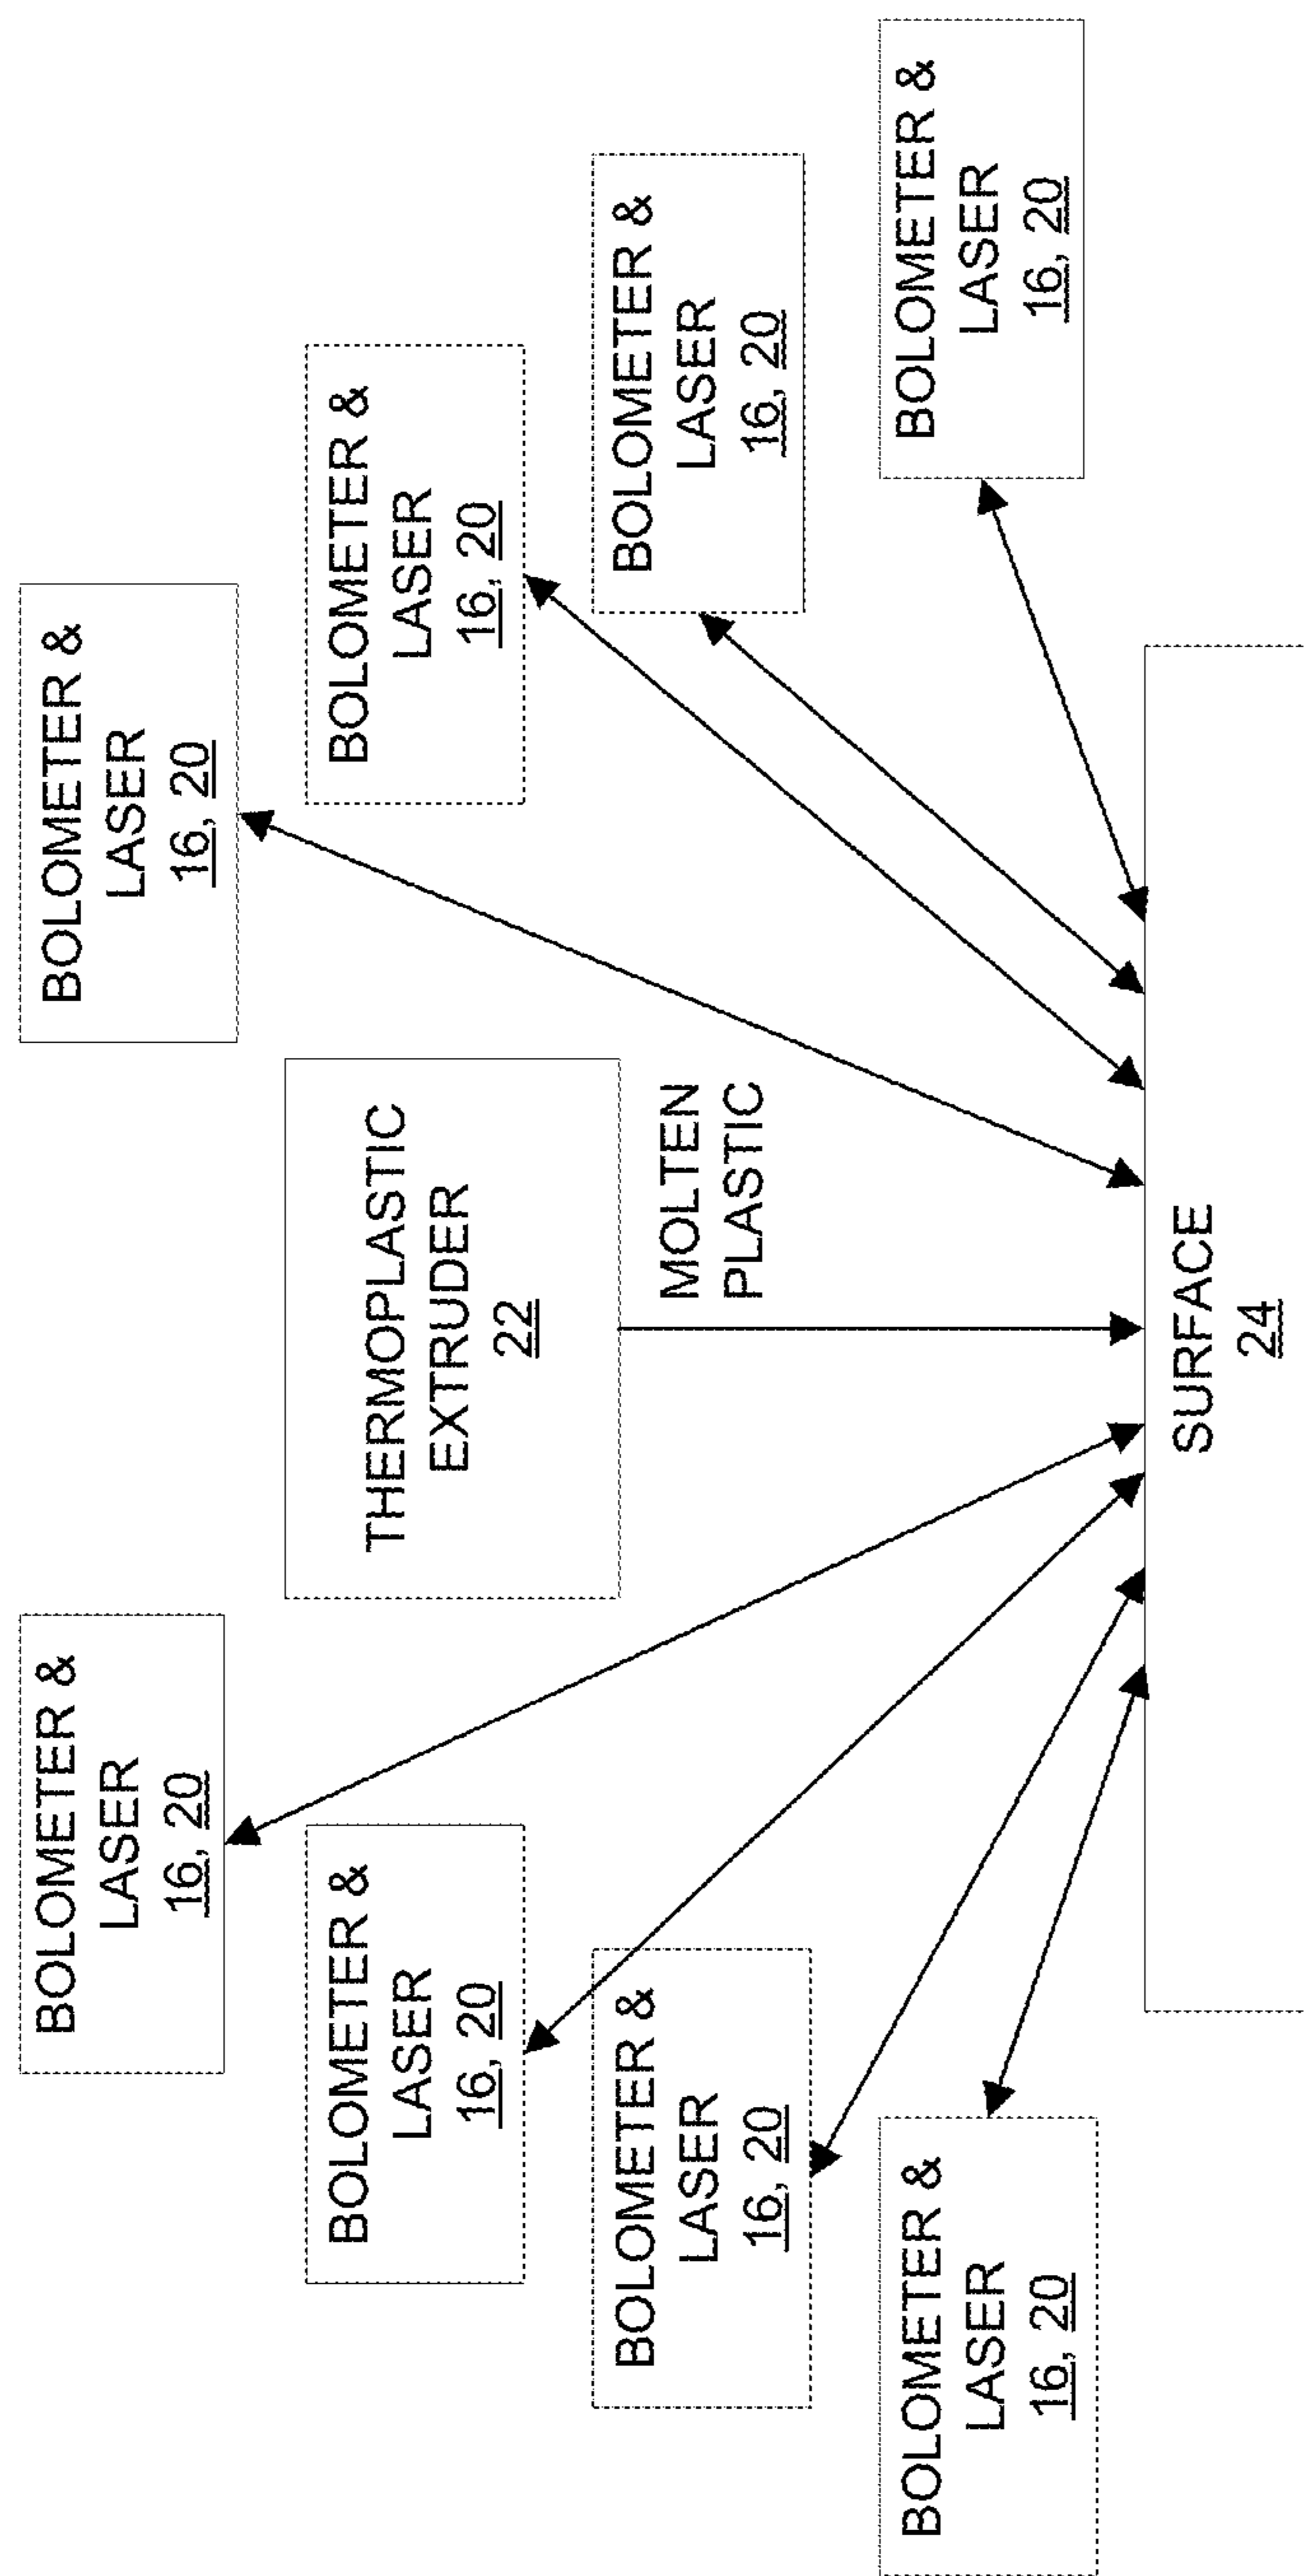 BOLOMETER &
LASER
16, 20
BOLOMETER &
LASER
16, 20
THERMOPLASTIC
EXTRUDER
22
BOLOMETER &
LASER
16, 20
BOLOMETER &
LASER
16, 20
BOLOMETER &
LASER
16, 20
BOLOMETER &
LASER
16, 20
MOLTEN
PLASTIC
BOLOMETER &
LASER
16, 20
BOLOMETER &
LASER
16, 20
SURFACE
24